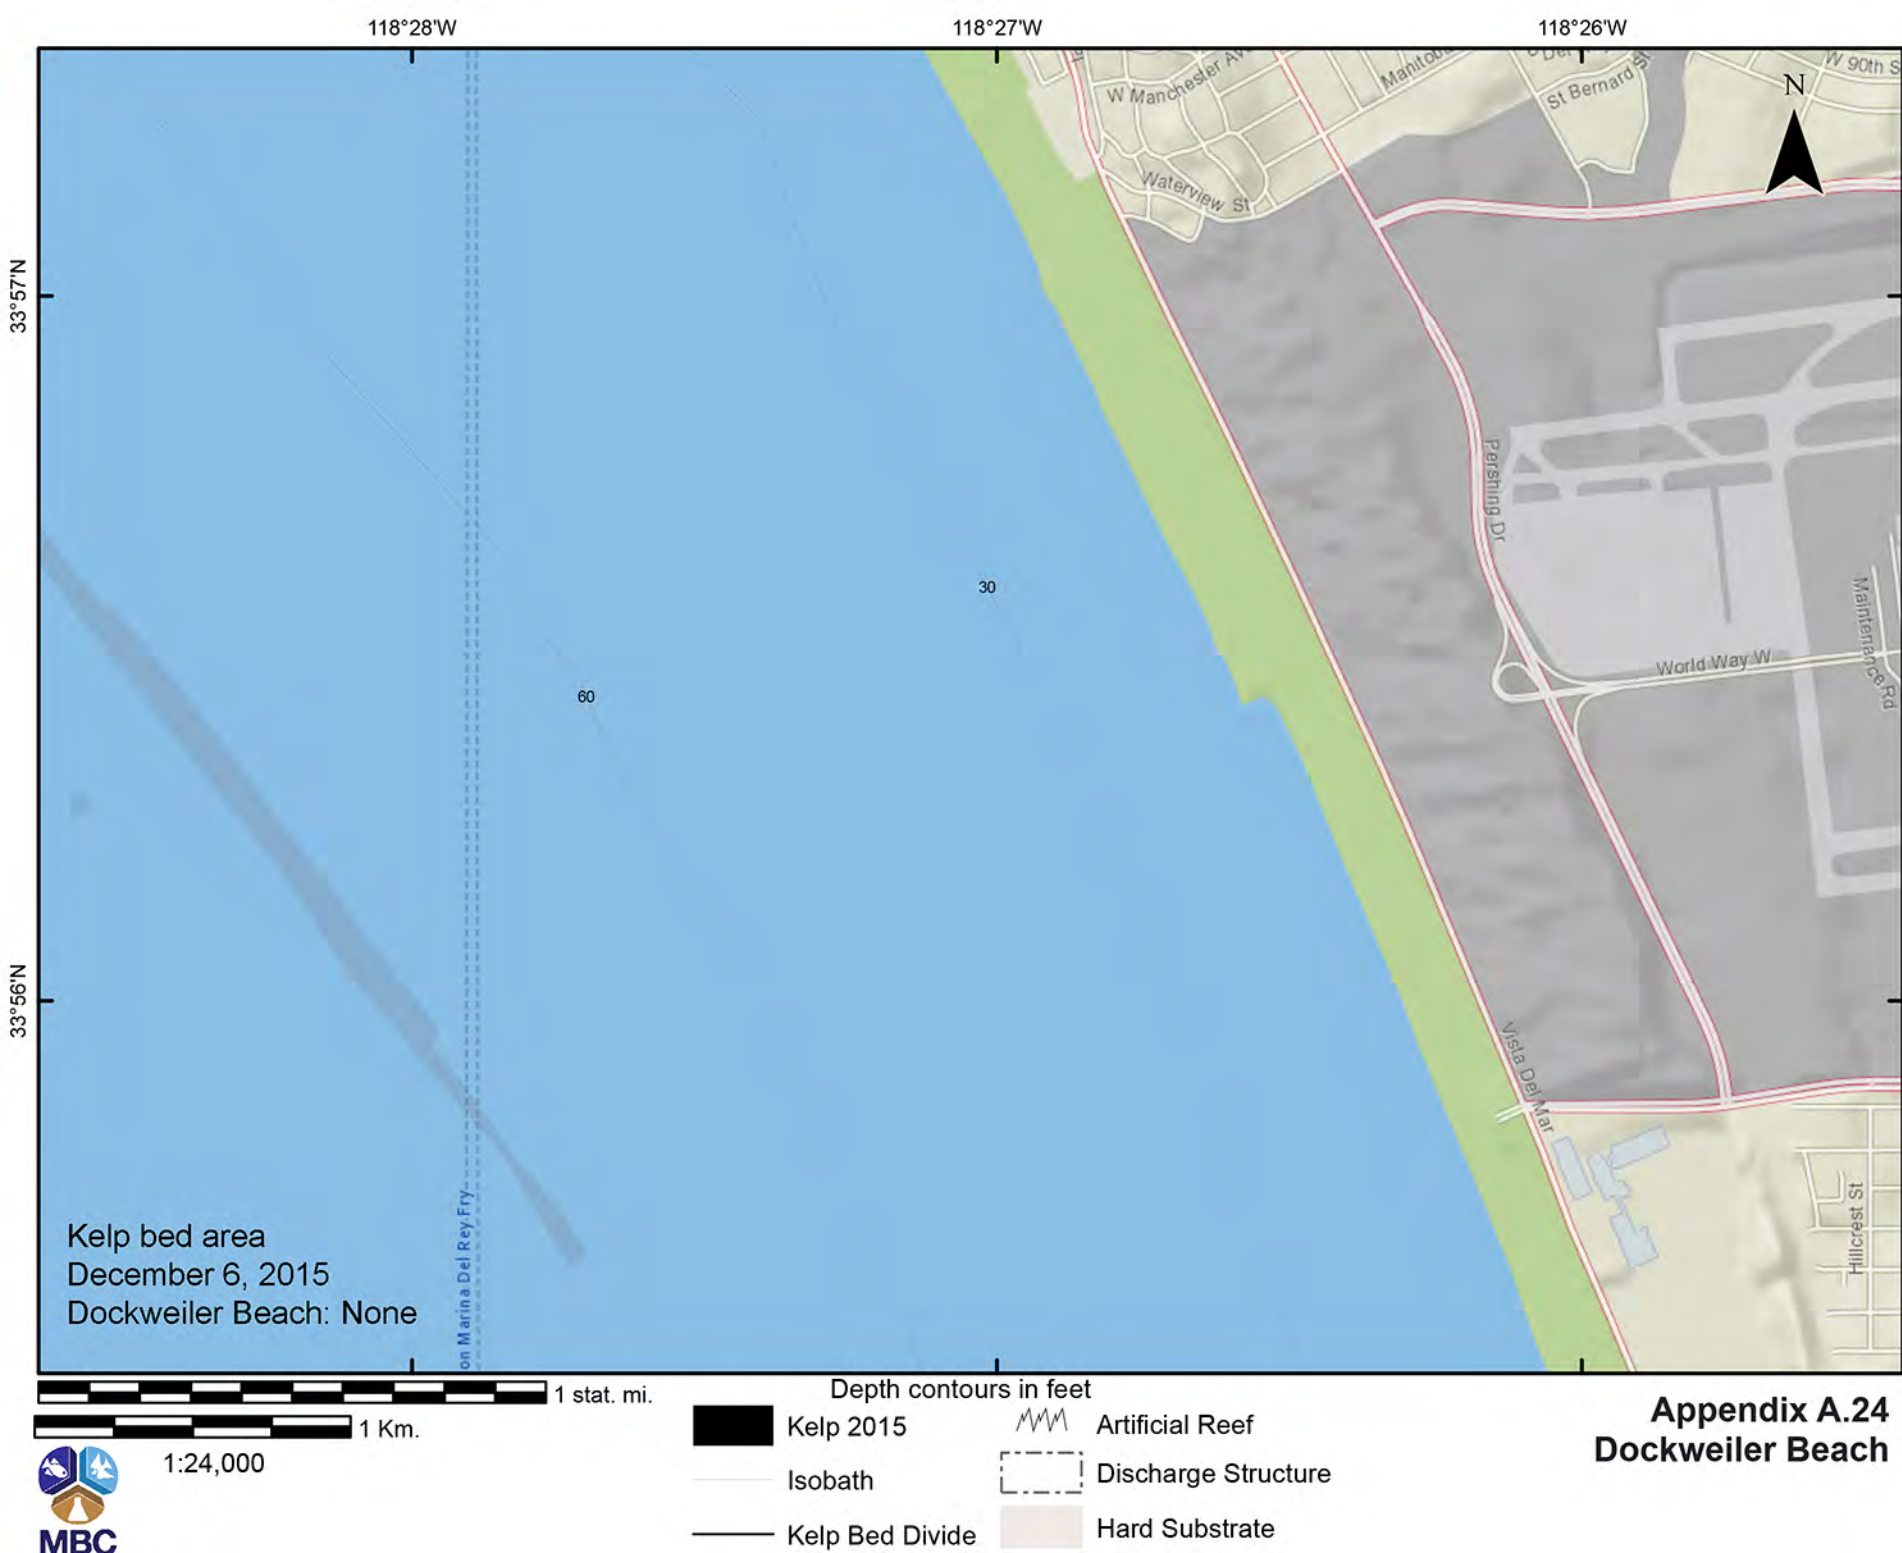 118°28'W
118°27'W
118°26'W
W Manchester Av
Manitoba
St Bernard St
W 90th S
N
Waterview St
33°57'N
Pershing Dr
30
Maintenance Rd
World Way W
60
33°56'N
Vista Del Mar
Hillcrest St
on Marina Del Rey Fry
Kelp bed area
December 6, 2015
Dockweiler Beach: None
1 stat. mi.
1 Km.
1:24,000
MBC
Depth contours in feet
Kelp 2015
Isobath
Kelp Bed Divide
Artificial Reef
Discharge Structure
Hard Substrate
Appendix A.24
Dockweiler Beach